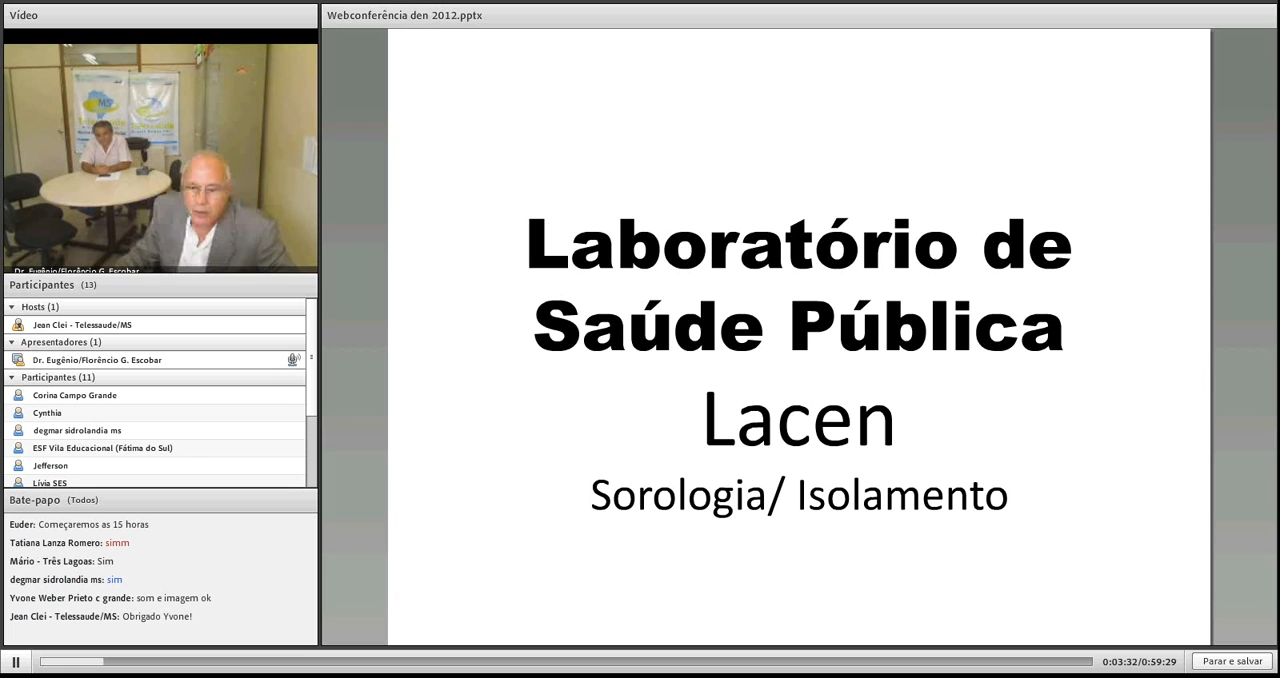 Vídeo
MS
Dr. Eugênio/Florêncio G. Escobar
Participantes (13)
Hosts (1)
Jean Clei - Telessaude/MS
Apresentadores (1)
Dr. Eugênio/Florêncio G. Escobar
Participantes (11)
Corina Campo Grande
Cynthia
degmar sidrolandia ms
ESF Vila Educacional (Fátima do Sul)
Jefferson
Lívia SES
Bate-papo (Todos)
Euder: Começaremos as 15 horas
Tatiana Lanza Romero: simm
Mário - Três Lagoas: Sim
degmar sidrolandia ms: sim
Yvone Weber Prieto c grande: som e imagem ok
Jean Clei - Telessaude/MS: Obrigado Yvone!
Webconferência den 2012.pptx
Laboratório de
Saúde Pública
Lacen
Sorologia/ Isolamento
0:03:32/0:59:29
Parar e salvar